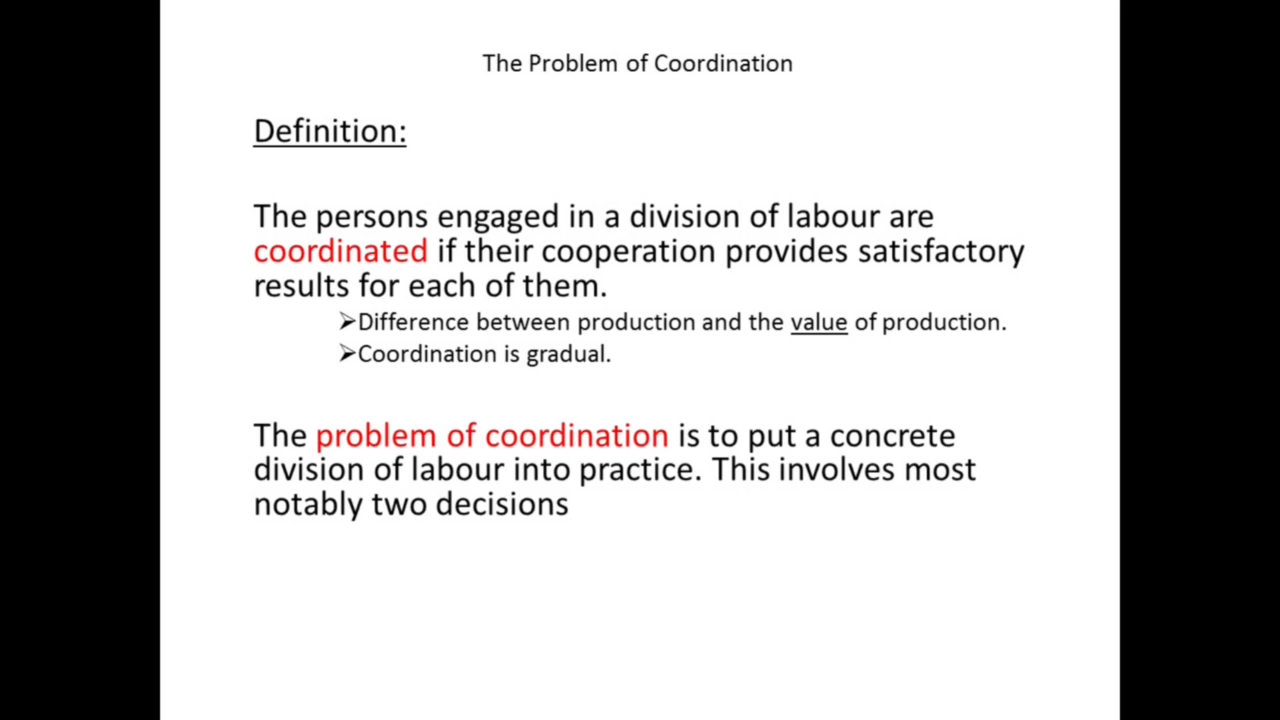 The Problem of Coordination
Definition:
The persons engaged in a division of labour are
coordinated if their cooperation provides satisfactory
results for each of them.
➢Difference between production and the value of production.
➢Coordination is gradual.
The problem of coordination is to put a concrete
division of labour into practice. This involves most
notably two decisions